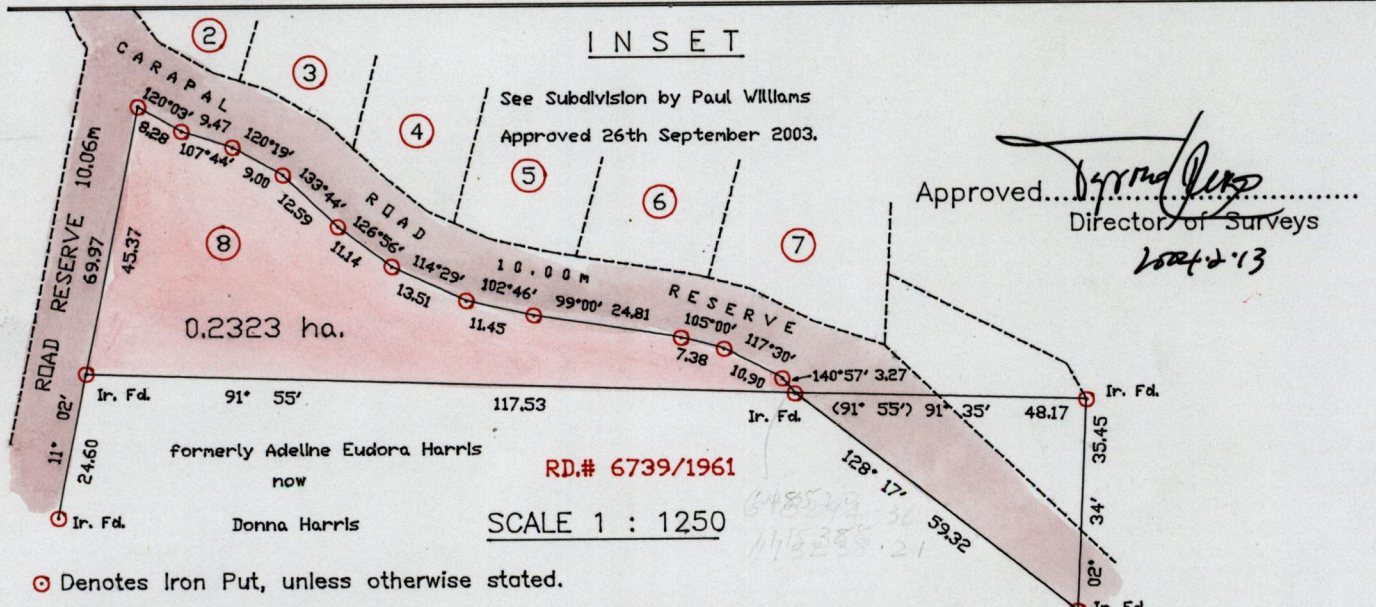 INSET
See Subdivision by Paul Williams
Approved 26th September 2003.
Approved
Director of Surveys
2004.2.13
2
3
4
5
6
7
8
CARAPAL ROAD 10.00m RESERVE
ROAD RESERVE 10.06m
69.97
45.37
120°03' 9.47
8.28
107°44'
120°19'
9.00
133°44'
12.59
126°56'
11.14
114°29'
13.51
102°46'
11.45
99°00' 24.81
105°00'
7.38
117°30'
10.90
140°57' 3.27
0.2323 ha.
Ir. Fd.
91° 55'
117.53
Ir. Fd.
(91° 55') 91° 35'
48.17
Ir. Fd.
35.45
02° 34'
11° 02'
24.60
Ir. Fd.
128° 17'
59.32
Ir. Fd.
formerly Adeline Eudora Harris
now
Donna Harris
RD.# 6739/1961
SCALE 1 : 1250
Denotes Iron Put, unless otherwise stated.